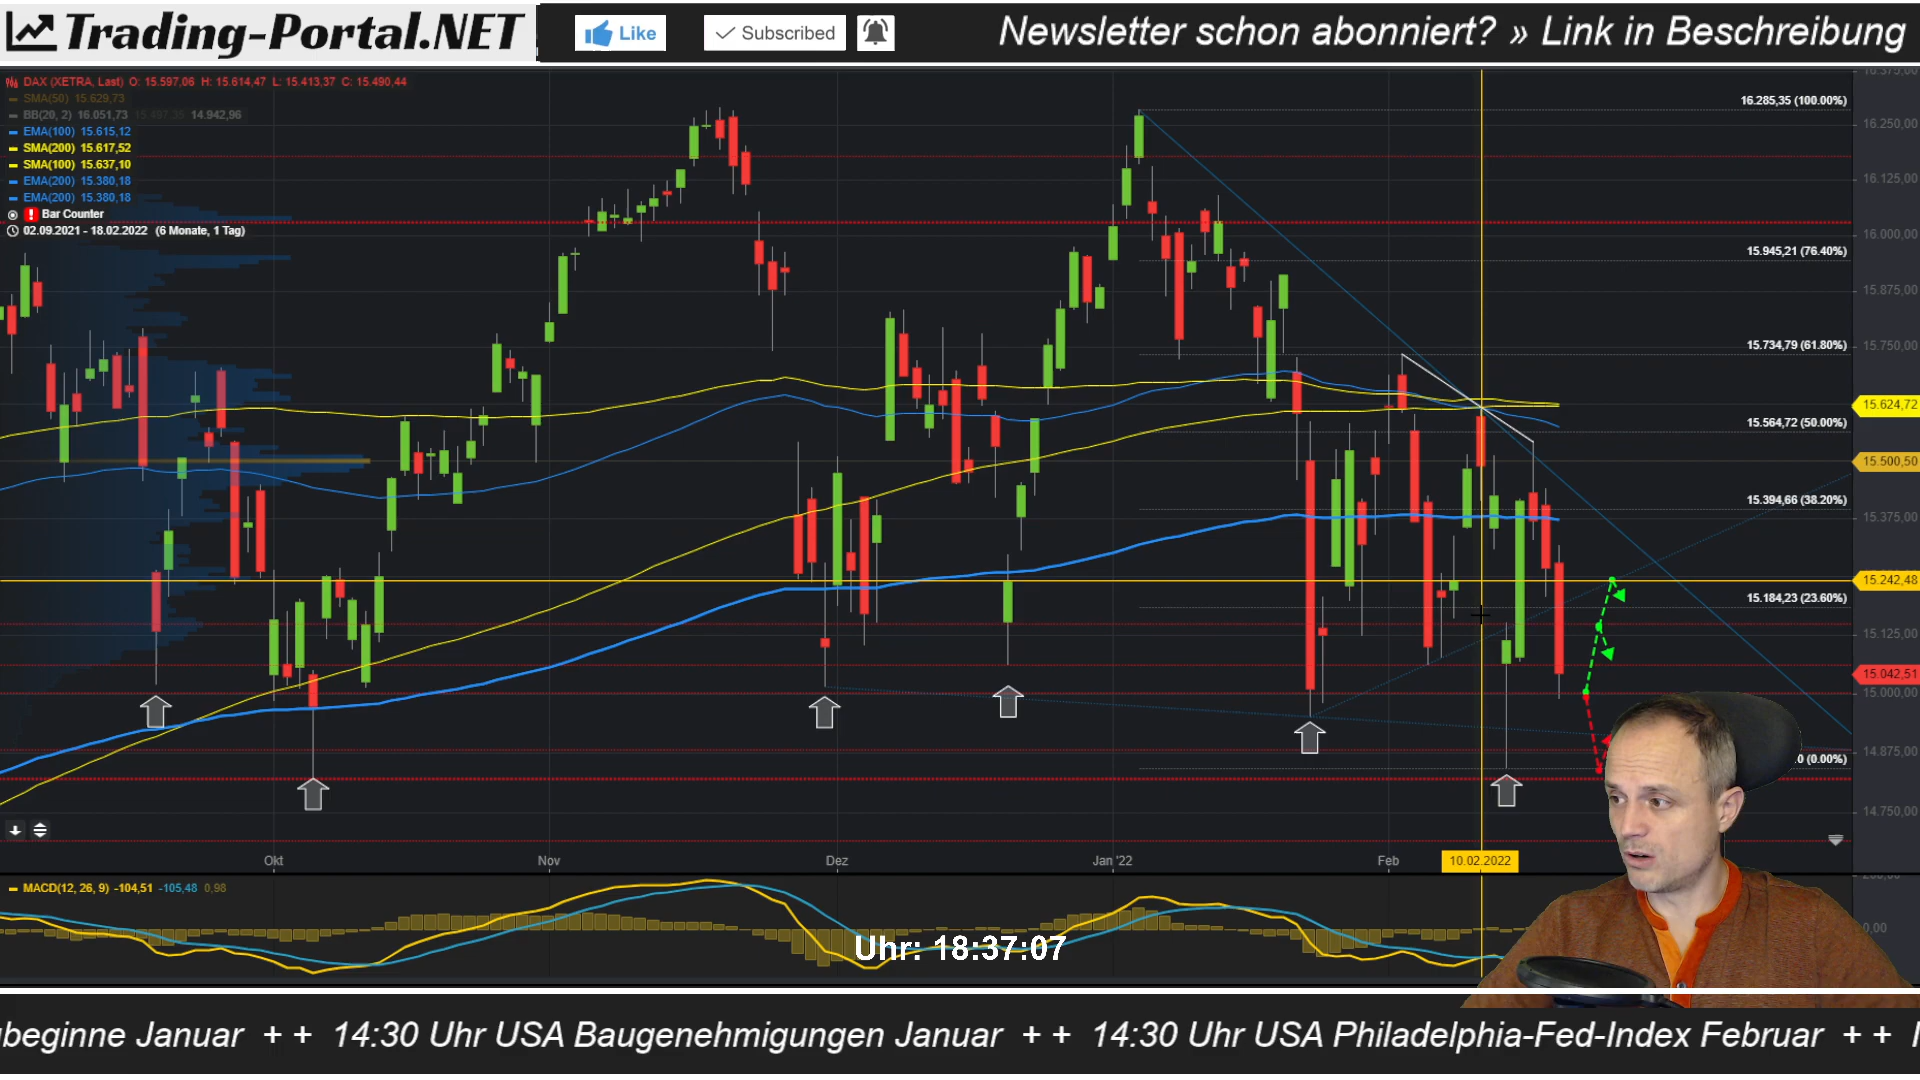 Trading-Portal.NET
Like
Subscribed
Newsletter schon abonniert? » Link in Beschreibung
DAX (XETRA, Last) O: 15.597,06 H: 15.614,47 L: 15.413,37 C: 15.490,44
SMA(50) 15.629,73
BB(20, 2) 16.051,73 15.497,35 14.942,96
EMA(100) 15.615,12
SMA(200) 15.617,52
SMA(100) 15.637,10
EMA(200) 15.380,18
EMA(200) 15.380,18
Bar Counter
02.09.2021 - 18.02.2022 (6 Monate, 1 Tag)
16.285,35 (100.00%)
15.945,21 (76.40%)
15.734,79 (61.80%)
15.564,72 (50.00%)
15.394,66 (38.20%)
15.184,23 (23.60%)
0 (0.00%)
16.375,00
16.250,00
16.125,00
16.000,00
15.875,00
15.750,00
15.624,72
15.500,50
15.375,00
15.242,48
15.125,00
15.042,51
15.000,00
14.875,00
14.750,00
Okt
Nov
Dez
Jan '22
Feb
10.02.2022
MACD(12, 26, 9) -104,51 -105,48 0,98
0,00
Uhr: 18:37:07
beginne Januar ++ 14:30 Uhr USA Baugenehmigungen Januar ++ 14:30 Uhr USA Philadelphia-Fed-Index Februar ++